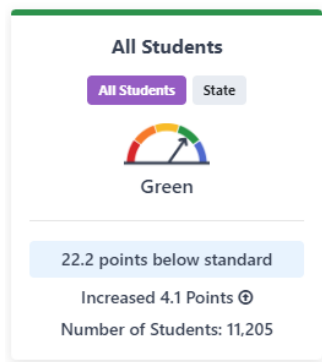 All Students
All Students State
Green
22.2 points below standard
Increased 4.1 Points
Number of Students: 11,205